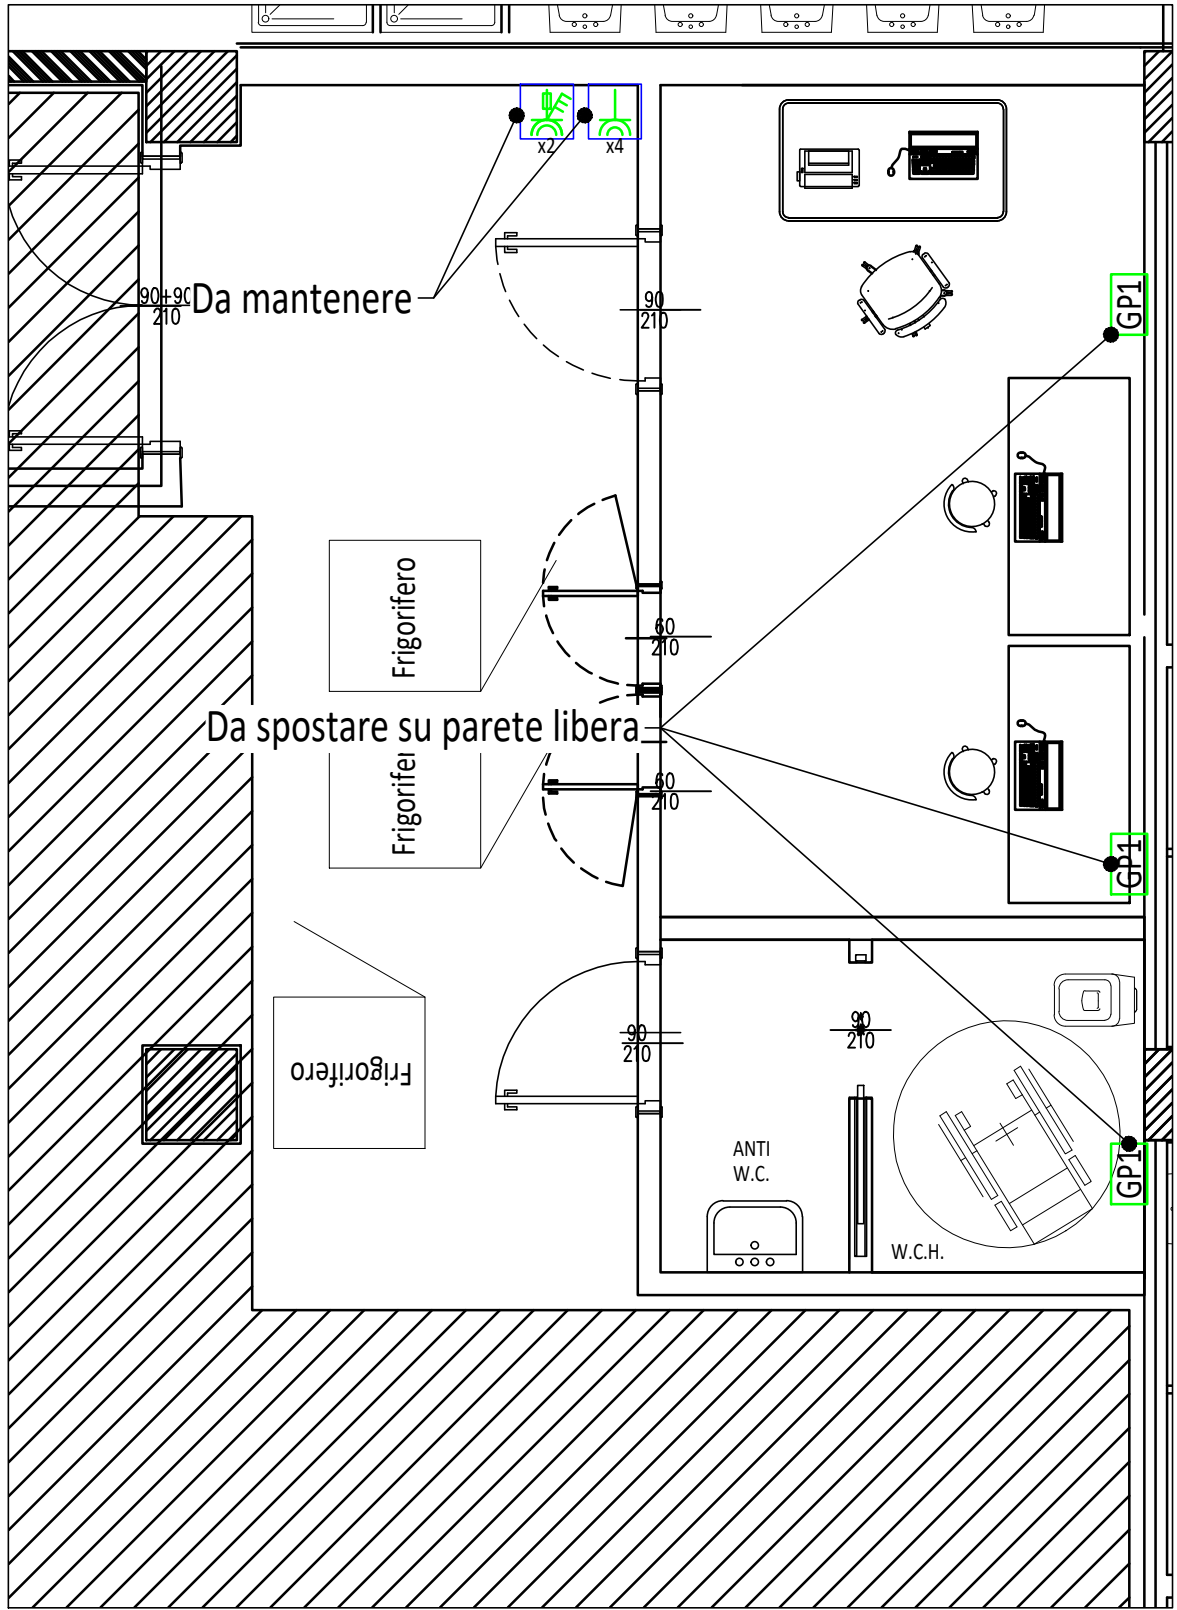 x2
x4
Da mantenere
90+90
210
90
210
GP1
Frigorifero
60
210
Da spostare su parete libera
Frigorifero
60
210
GP1
Frigorifero
90
210
90
210
ANTI
W.C.
GP1
W.C.H.